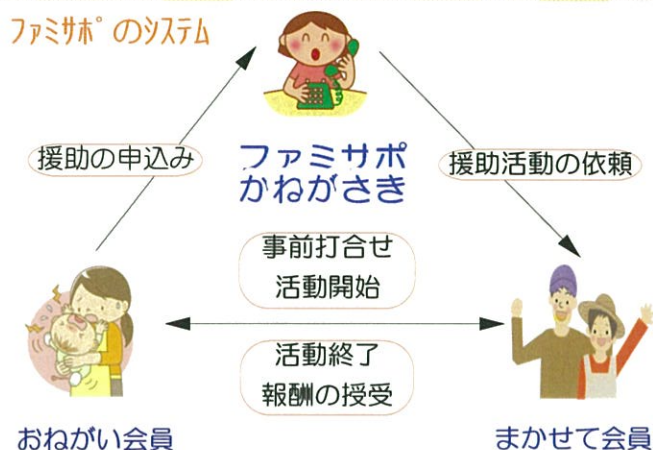 ﾌｧﾐｻﾎﾟのｼｽﾃﾑ
援助の申込み
ファミサポ
かねがさき
援助活動の依頼
事前打合せ
活動開始
活動終了
報酬の授受
おねがい会員
まかせて会員